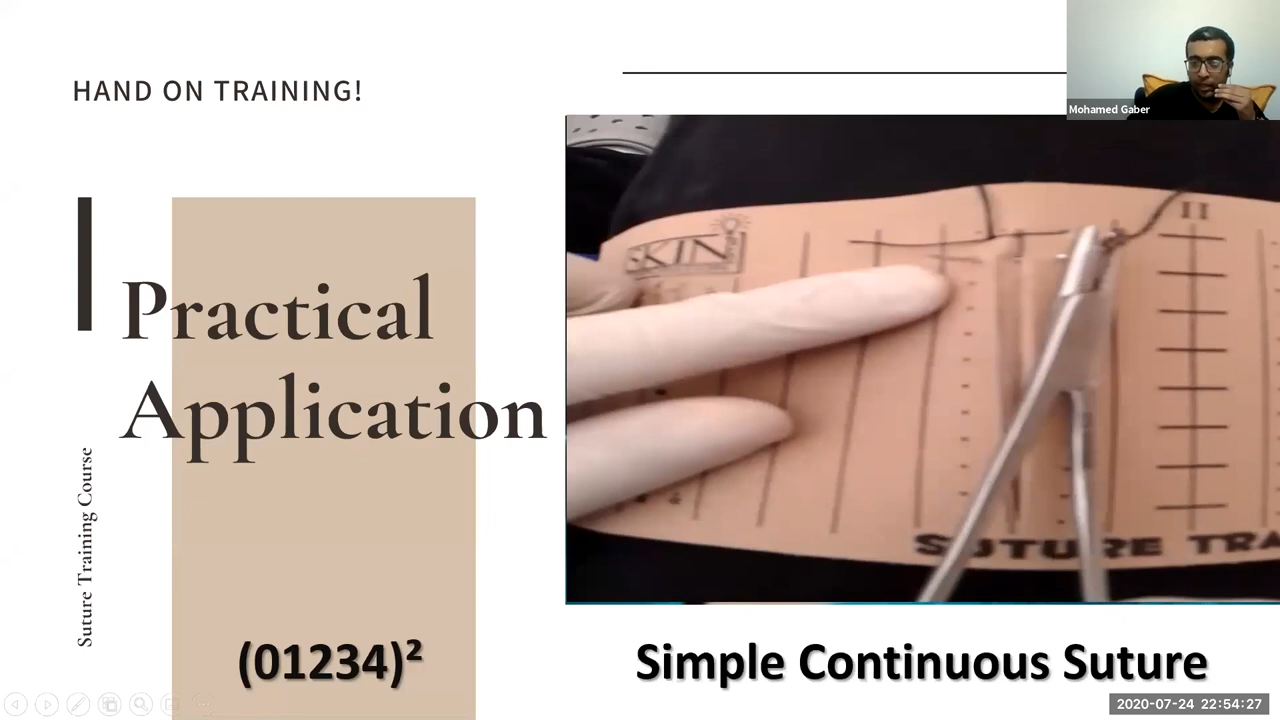 HAND ON TRAINING!
Mohamed Gaber
SKIN
II
Practical
Application
Suture Training Course
SUTURE TRA
(01234)²
Simple Continuous Suture
2020-07-24 22:54:27